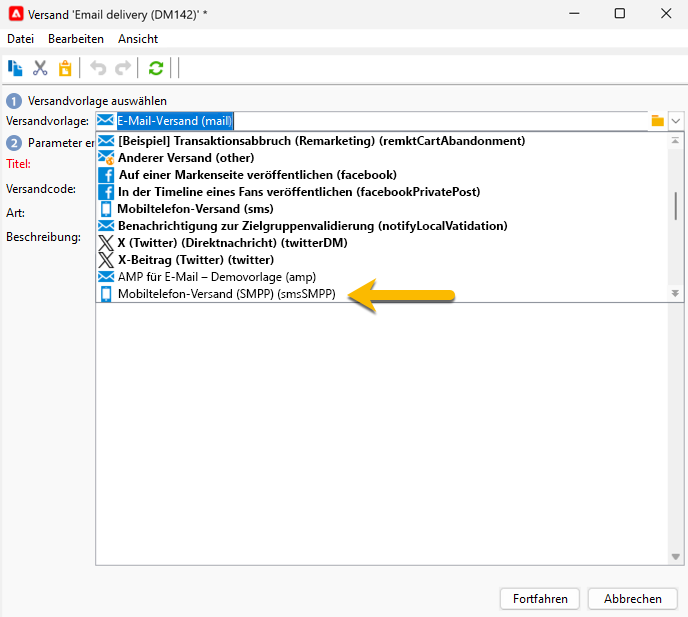 Versand 'Email delivery (DM142)' *
Datei Bearbeiten Ansicht
1 Versandvorlage auswählen
Versandvorlage: E-Mail-Versand (mail)
2 Parameter er
[Beispiel] Transaktionsabbruch (Remarketing) (remktCartAbandonment)
Anderer Versand (other)
Auf einer Markenseite veröffentlichen (facebook)
In der Timeline eines Fans veröffentlichen (facebookPrivatePost)
Mobiltelefon-Versand (sms)
Benachrichtigung zur Zielgruppenvalidierung (notifyLocalVatidation)
X (Twitter) (Direktnachricht) (twitterDM)
X-Beitrag (Twitter) (twitter)
AMP für E-Mail – Demovorlage (amp)
Mobiltelefon-Versand (SMPP) (smsSMPP)
Titel:
Versandcode:
Art:
Beschreibung:
Fortfahren Abbrechen